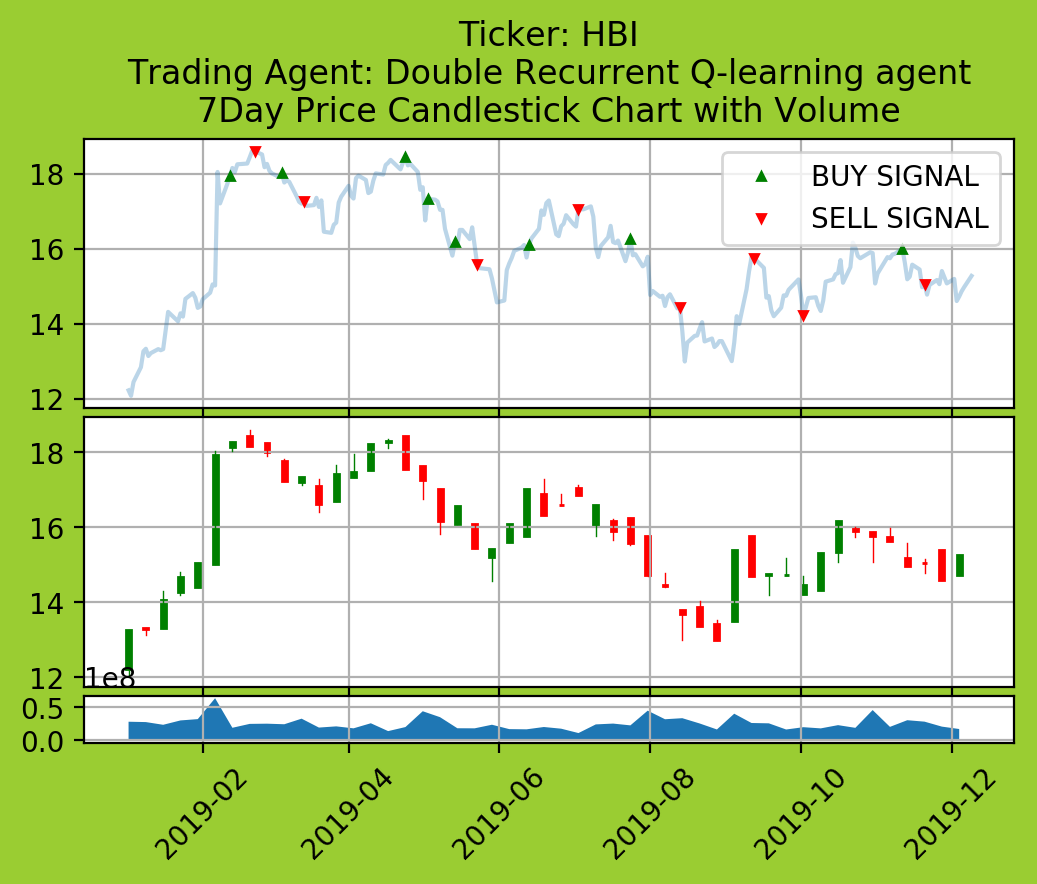 Ticker: HBI
Trading Agent: Double Recurrent Q-learning agent
7Day Price Candlestick Chart with Volume
BUY SIGNAL
SELL SIGNAL
18
16
14
12
18
16
14
12
1e8
0.5
0.0
2019-02
2019-04
2019-06
2019-08
2019-10
2019-12